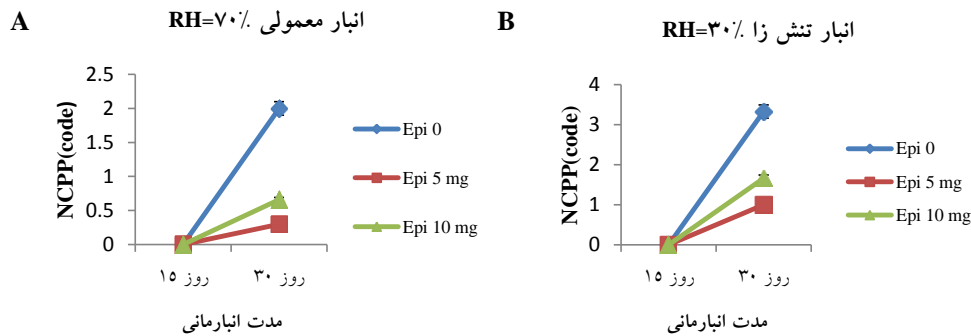 A
انبار معمولی RH=۷۰٪
NCPP(code)
2.5
2
1.5
1
0.5
0
روز ۱۵
روز ۳۰
مدت انبارمانی
Epi 0
Epi 5 mg
Epi 10 mg
B
انبار تنش زا RH=۳۰٪
NCPP(code)
4
3
2
1
0
روز ۱۵
روز ۳۰
مدت انبارمانی
Epi 0
Epi 5 mg
Epi 10 mg